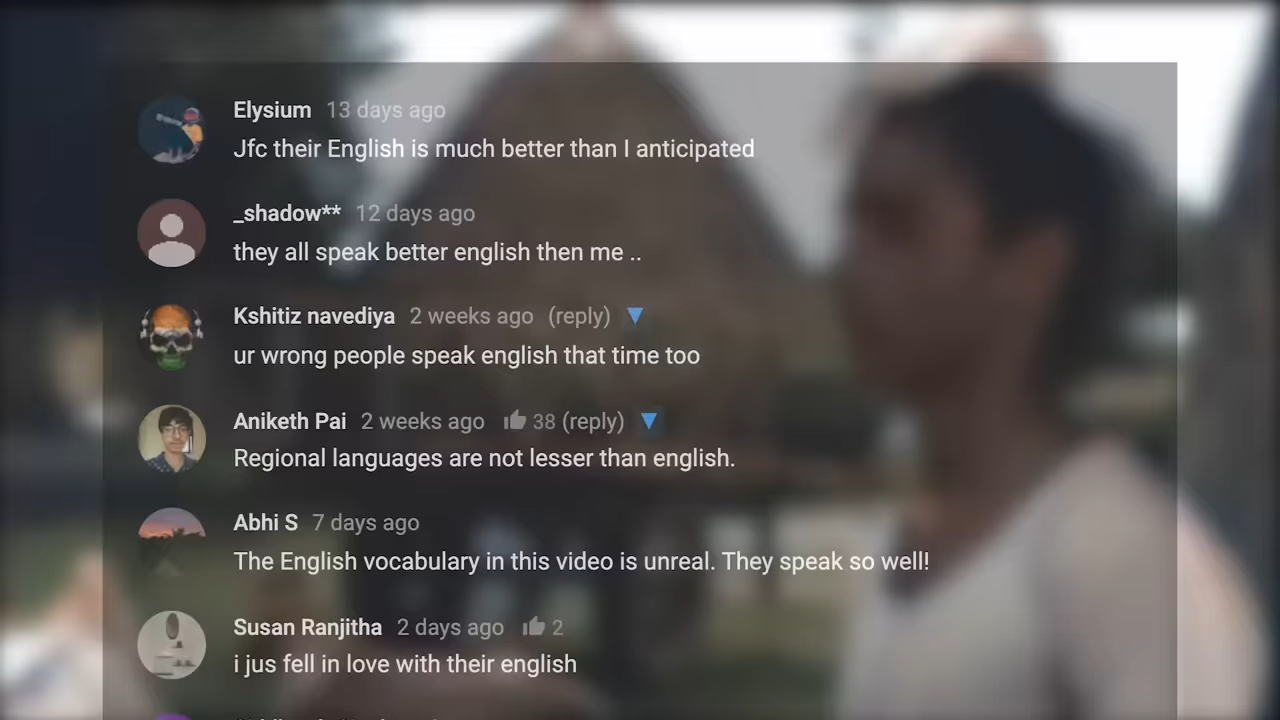 Elysium 13 days ago
Jfc their English is much better than I anticipated
_shadow** 12 days ago
they all speak better english then me ..
Kshitiz navediya 2 weeks ago (reply)
ur wrong people speak english that time too
Aniketh Pai 2 weeks ago 38 (reply)
Regional languages are not lesser than english.
Abhi S 7 days ago
The English vocabulary in this video is unreal. They speak so well!
Susan Ranjitha 2 days ago 2
i jus fell in love with their english